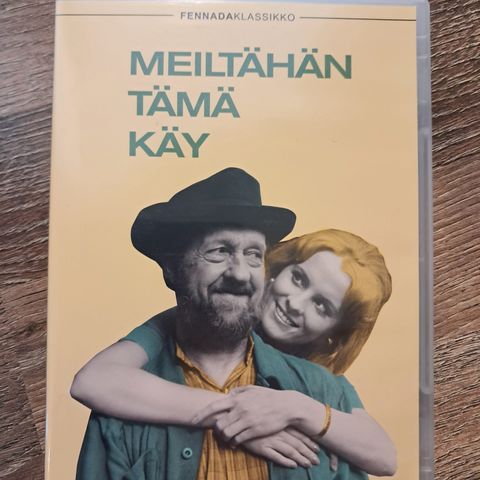 FENNADAKLASSIKKO
MEILTÄHÄN
TÄMÄ
KÄY